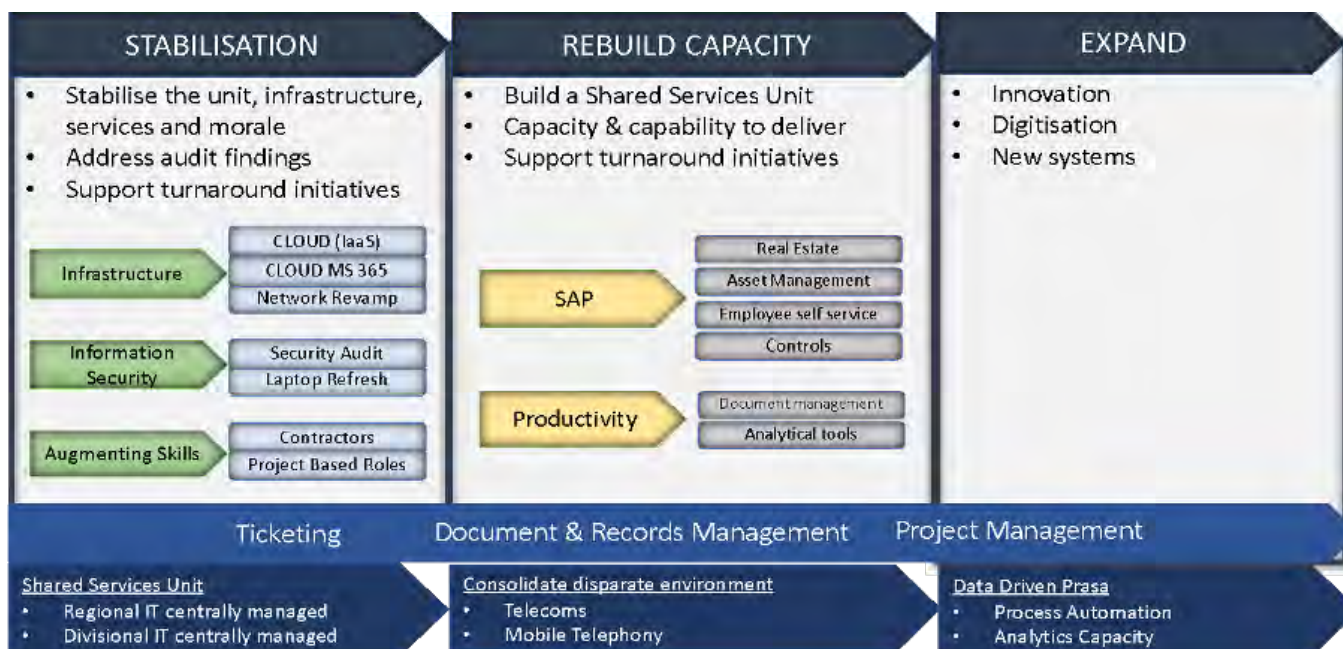 STABILISATION
• Stabilise the unit, infrastructure,
services and morale
• Address audit findings
• Support turnaround initiatives
Infrastructure
CLOUD (IaaS)
CLOUD MS 365
Network Revamp
Information
Security
Security Audit
Laptop Refresh
Augmenting Skills
Contractors
Project Based Roles
REBUILD CAPACITY
• Build a Shared Services Unit
• Capacity & capability to deliver
• Support turnaround initiatives
SAP
Real Estate
Asset Management
Employee self service
Controls
Productivity
Document management
Analytical tools
EXPAND
• Innovation
• Digitisation
• New systems
Ticketing
Document & Records Management
Project Management
Shared Services Unit
• Regional IT centrally managed
• Divisional IT centrally managed
Consolidate disparate environment
• Telecoms
• Mobile Telephony
Data Driven Prasa
• Process Automation
• Analytics Capacity